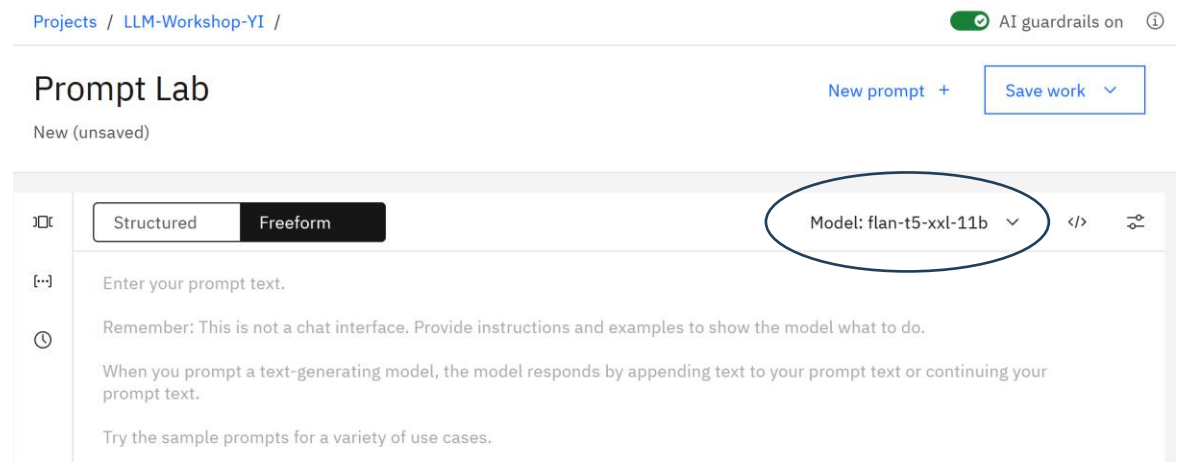 Projects / LLM-Workshop-YI /
AI guardrails on
Prompt Lab
New prompt +
Save work
New (unsaved)
Structured
Freeform
Model: flan-t5-xxl-11b
</>
Enter your prompt text.
Remember: This is not a chat interface. Provide instructions and examples to show the model what to do.
When you prompt a text-generating model, the model responds by appending text to your prompt text or continuing your
prompt text.
Try the sample prompts for a variety of use cases.